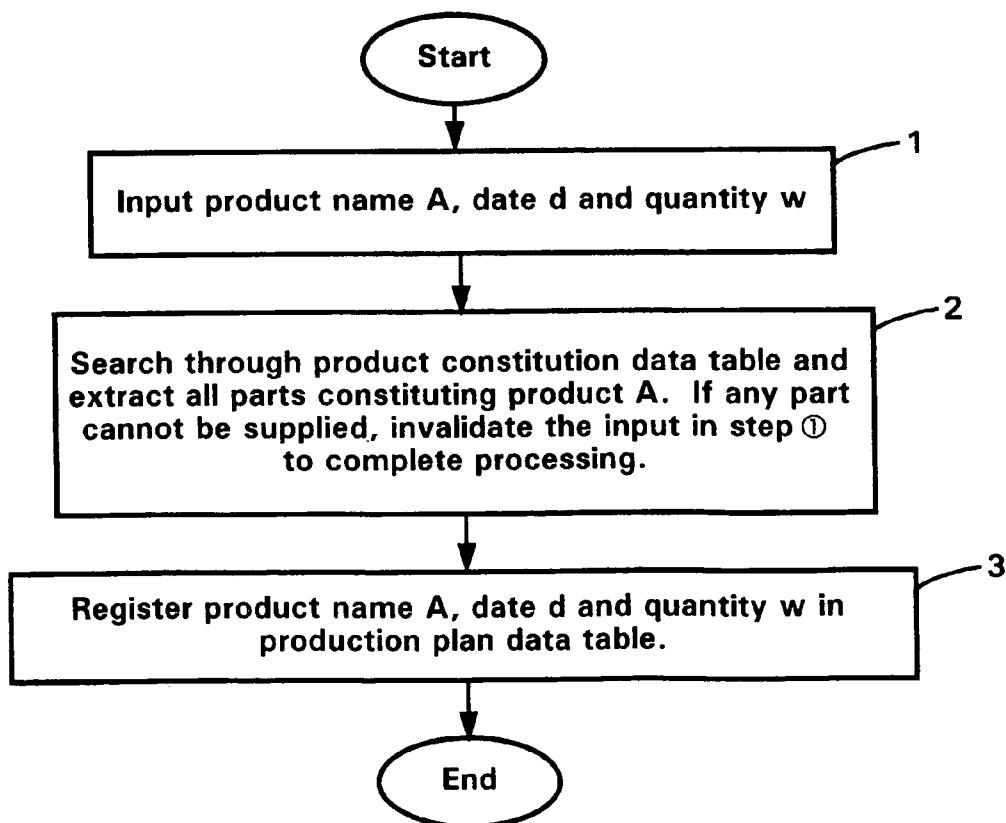 Start
1
Input product name A, date d and quantity w
2
Search through product constitution data table and
extract all parts constituting product A. If any part
cannot be supplied, invalidate the input in step ①
to complete processing.
3
Register product name A, date d and quantity w in
production plan data table.
End